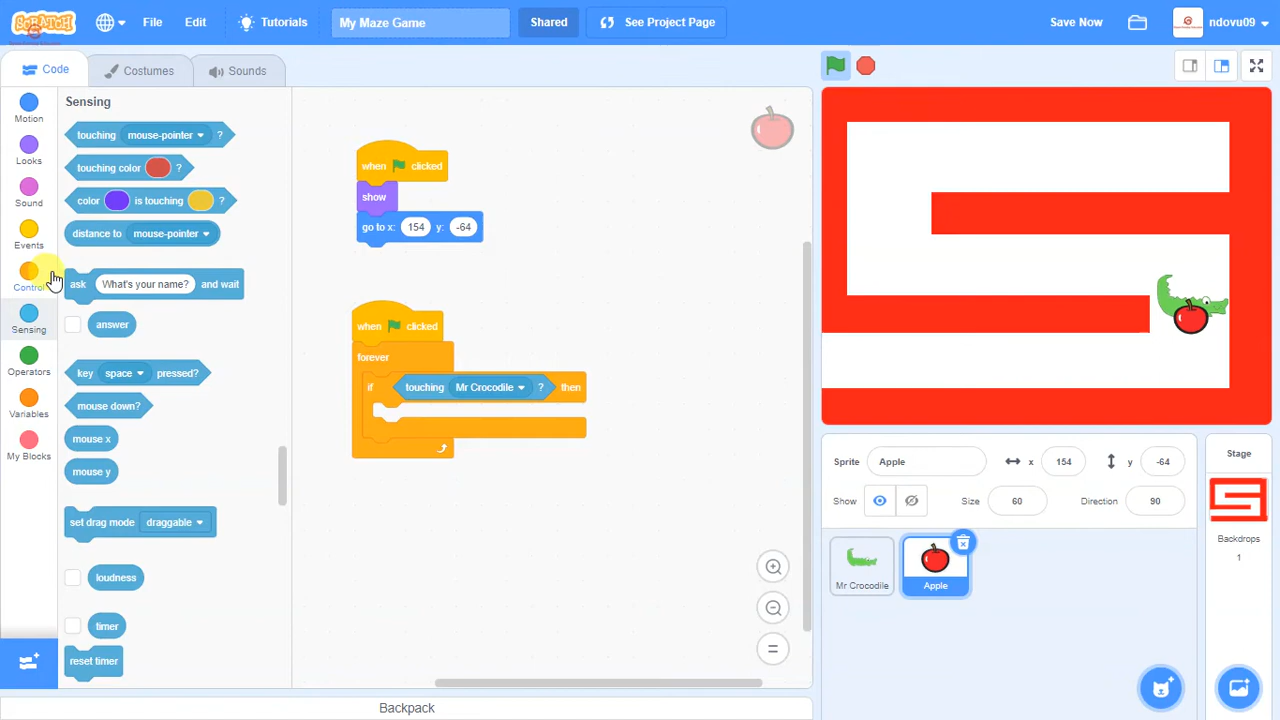 SCRATCH
File
Edit
Tutorials
My Maze Game
Shared
See Project Page
Save Now
ndovu09
Code
Costumes
Sounds
Motion
Looks
Sound
Events
Control
Sensing
Operators
Variables
My Blocks
Sensing
touching mouse-pointer ?
touching color ?
color is touching ?
distance to mouse-pointer
ask What's your name? and wait
answer
key space pressed?
mouse down?
mouse x
mouse y
set drag mode draggable
loudness
timer
reset timer
when clicked
show
go to x: 154 y: -64
when clicked
forever
if touching Mr Crocodile ? then
Sprite Apple x 154 y -64
Show Size 60 Direction 90
Mr Crocodile
Apple
Stage
Backdrops
1
Backpack